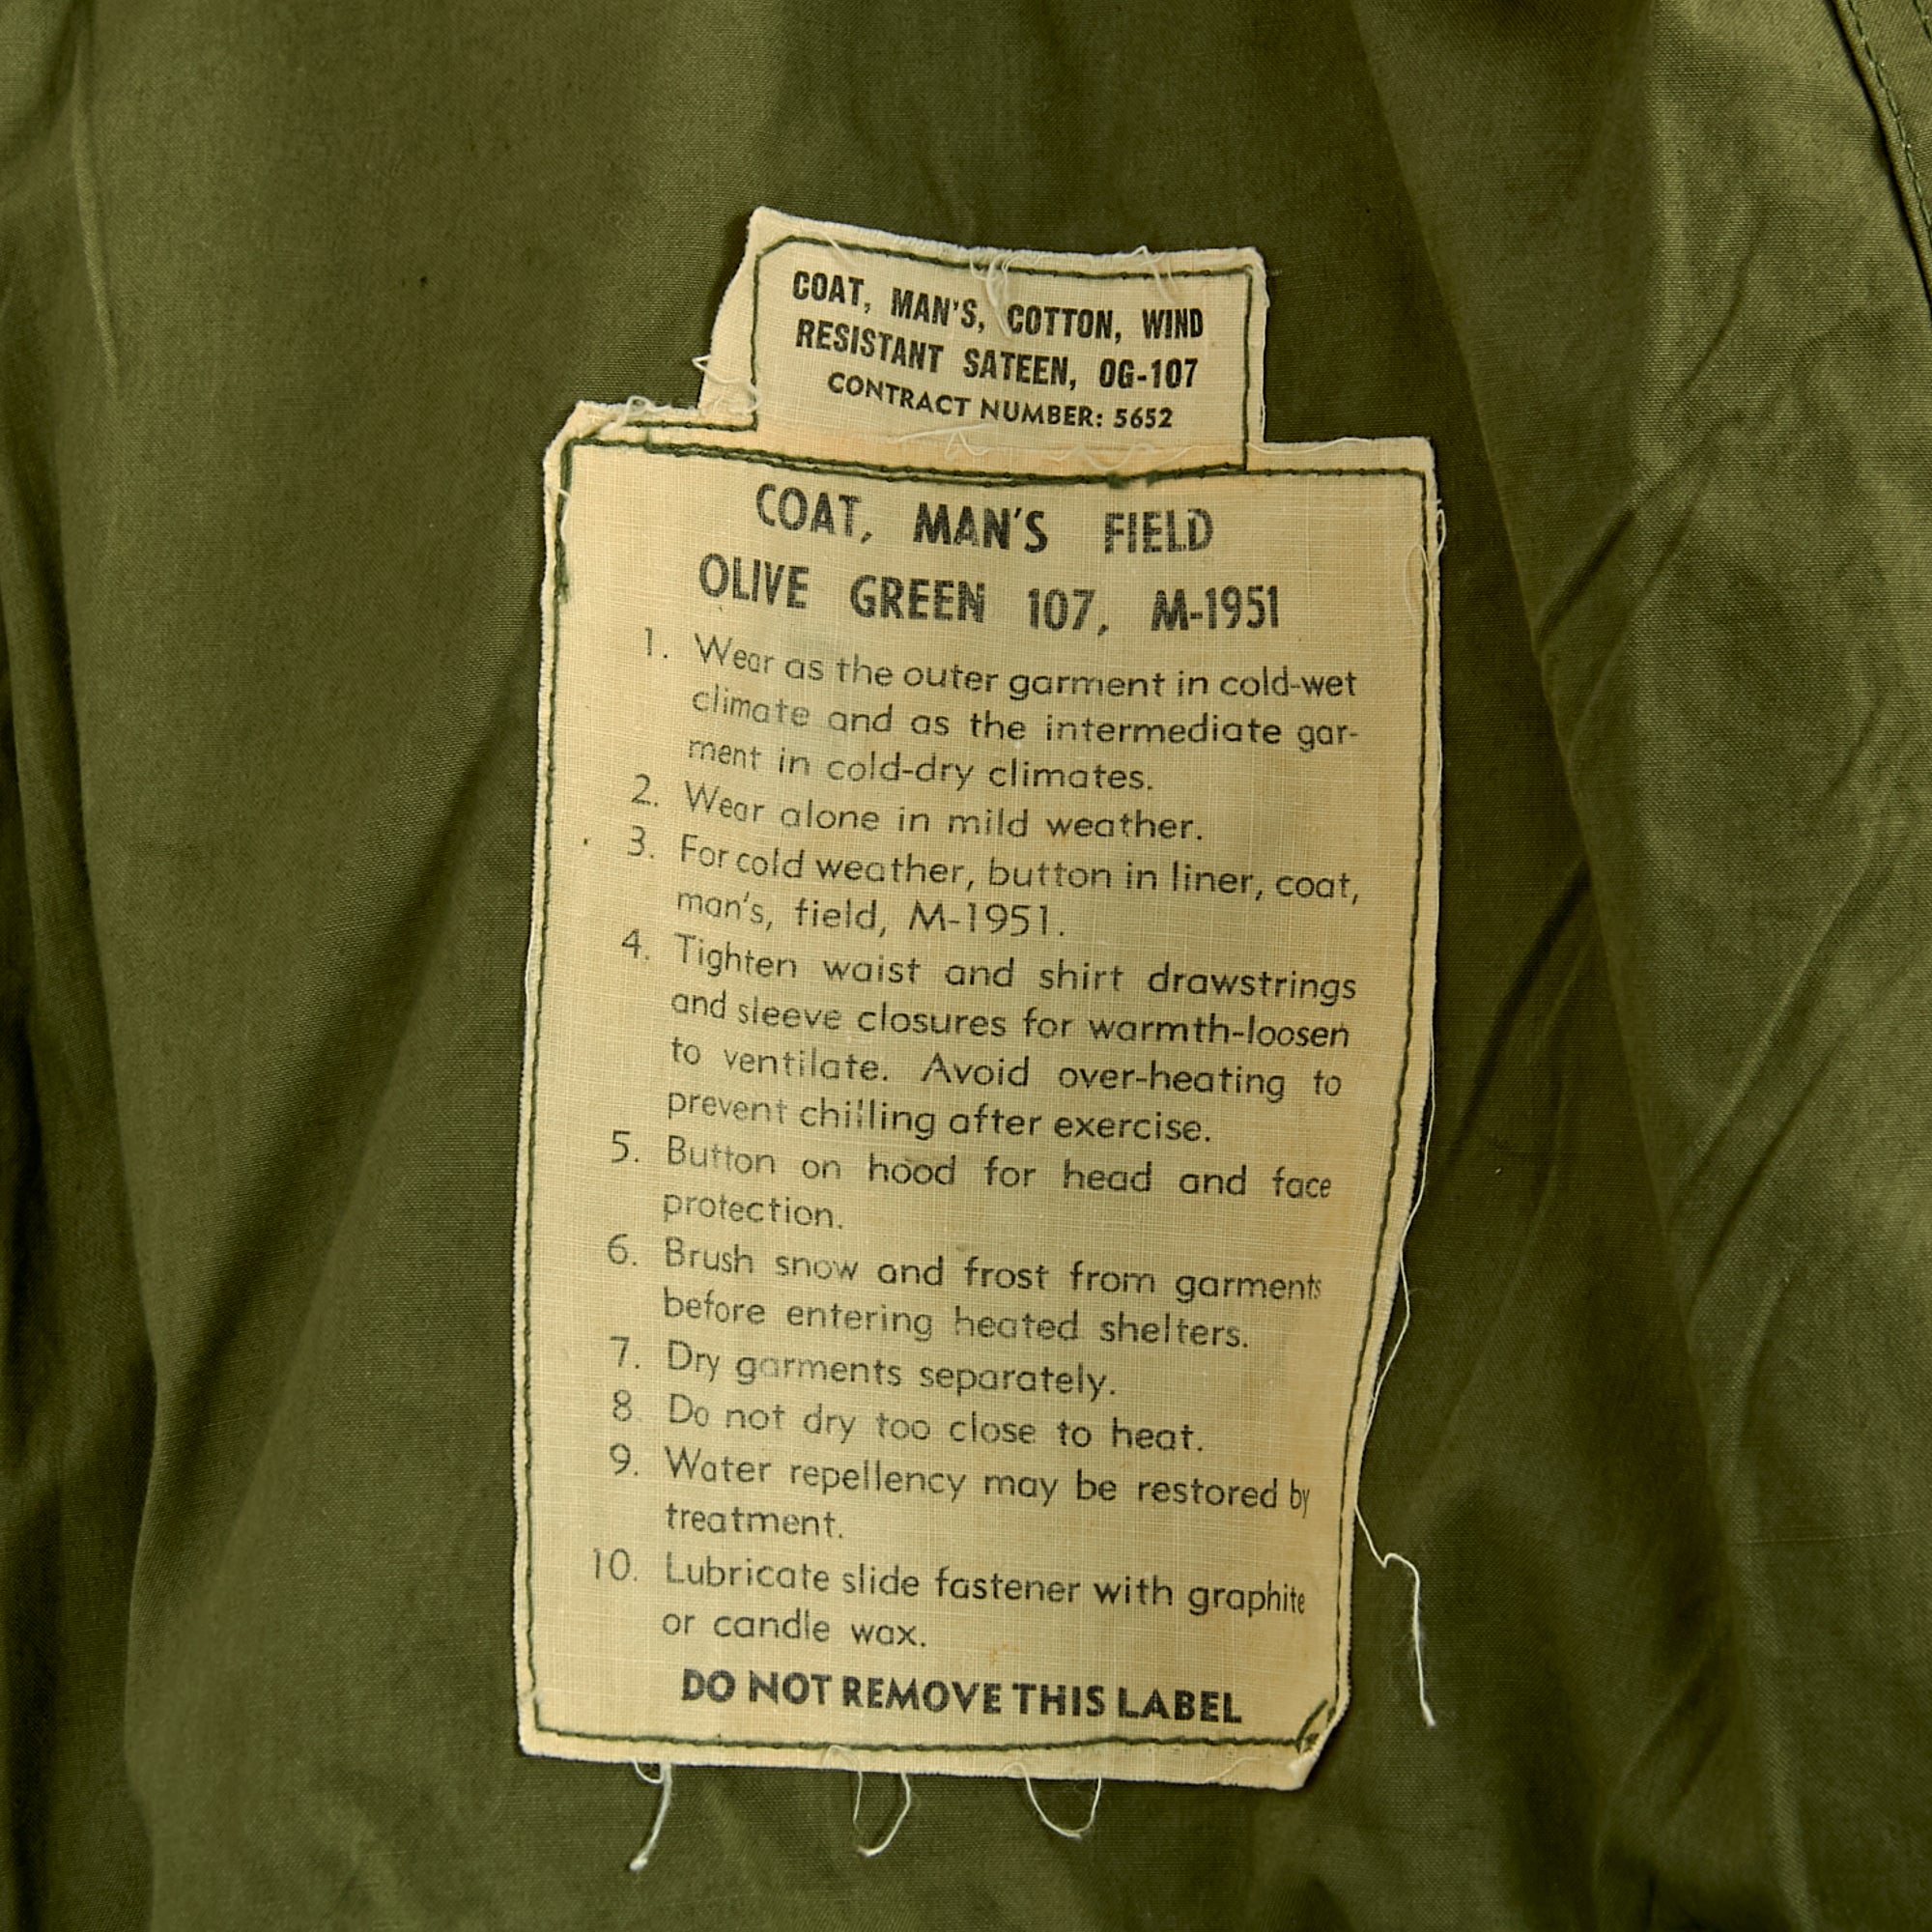 COAT, MAN'S, COTTON, WIND
RESISTANT SATEEN, OG-107
CONTRACT NUMBER: 5652
COAT, MAN'S FIELD
OLIVE GREEN 107, M-1951
1. Wear as the outer garment in cold-wet
climate and as the intermediate gar-
ment in cold-dry climates.
2. Wear alone in mild weather.
3. For cold weather, button in liner, coat,
man's, field, M-1951.
4. Tighten waist and shirt drawstrings
and sleeve closures for warmth-loosen
to ventilate. Avoid over-heating to
prevent chilling after exercise.
5. Button on hood for head and face
protection.
6. Brush snow and frost from garments
before entering heated shelters.
7. Dry garments separately.
8. Do not dry too close to heat.
9. Water repellency may be restored by
treatment.
10. Lubricate slide fastener with graphite
or candle wax.
DO NOT REMOVE THIS LABEL